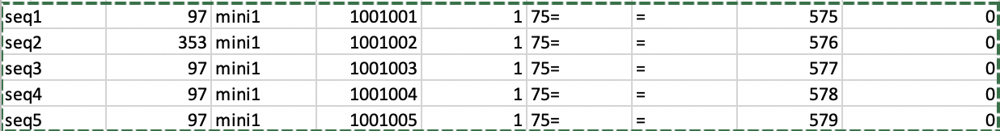 seq1 97 mini1 1001001 1 75= = 575 0
seq2 353 mini1 1001002 1 75= = 576 0
seq3 97 mini1 1001003 1 75= = 577 0
seq4 97 mini1 1001004 1 75= = 578 0
seq5 97 mini1 1001005 1 75= = 579 0